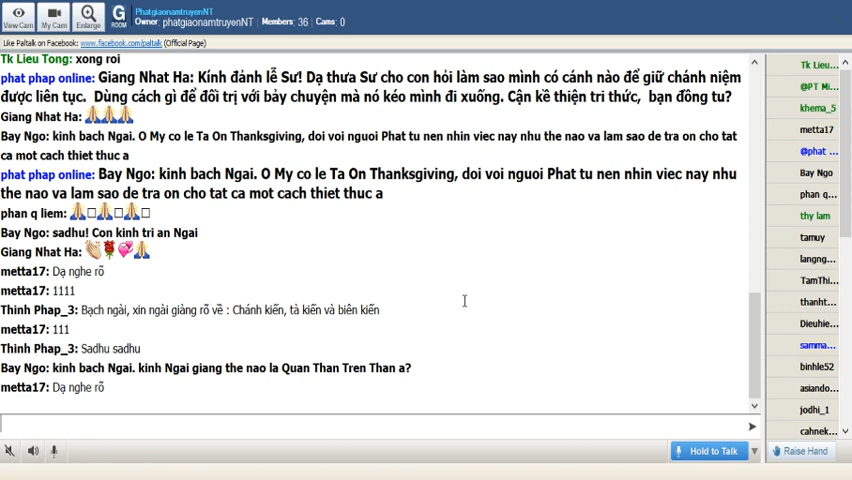 View Cam
My Cam
Enlarge
G
ROOM
PhatgiaonamtruyenNT
Owner: phatgiaonamtruyenNT Members: 36 Cams: 0
Like Paltalk on Facebook: www.facebook.com/paltalk (Official Page)
Tk Lieu Tong: xong roi
phat phap online: Giang Nhat Ha: Kính đảnh lễ Sư! Dạ thưa Sư cho con hỏi làm sao mình có cánh nào để giữ chánh niệm
được liên tục. Dùng cách gì để đối trị với bảy chuyện mà nó kéo mình đi xuống. Cận kề thiện tri thức, bạn đồng tu?
Giang Nhat Ha: 🙏🙏🙏
Bay Ngo: kinh bach Ngai. O My co le Ta On Thanksgiving, doi voi nguoi Phat tu nen nhin viec nay nhu the nao va lam sao de tra on cho tat
ca mot cach thiet thuc a
phat phap online: Bay Ngo: kinh bach Ngai. O My co le Ta On Thanksgiving, doi voi nguoi Phat tu nen nhin viec nay nhu
the nao va lam sao de tra on cho tat ca mot cach thiet thuc a
phan q liem: 🙏□🙏□🙏□
Bay Ngo: sadhu! Con kinh tri an Ngai
Giang Nhat Ha: 👏🌹💞🙏
metta17: Dạ nghe rõ
metta17: 1111
Thinh Phap_3: Bạch ngài, xin ngài giàng rõ về : Chánh kiến, tà kiến và biên kiến
metta17: 111
Thinh Phap_3: Sadhu sadhu
Bay Ngo: kinh bach Ngai. kinh Ngai giang the nao la Quan Than Tren Than a?
metta17: Dạ nghe rõ
Hold to Talk
Tk Lieu...
@PT Mi...
khema_5
metta17
@phat ...
Bay Ngo
phan q...
thy lam
tamuy
langng...
TamThi...
thanht...
Dieuhie...
samma...
binhle52
asiando...
jodhi_1
cahnek...
Raise Hand